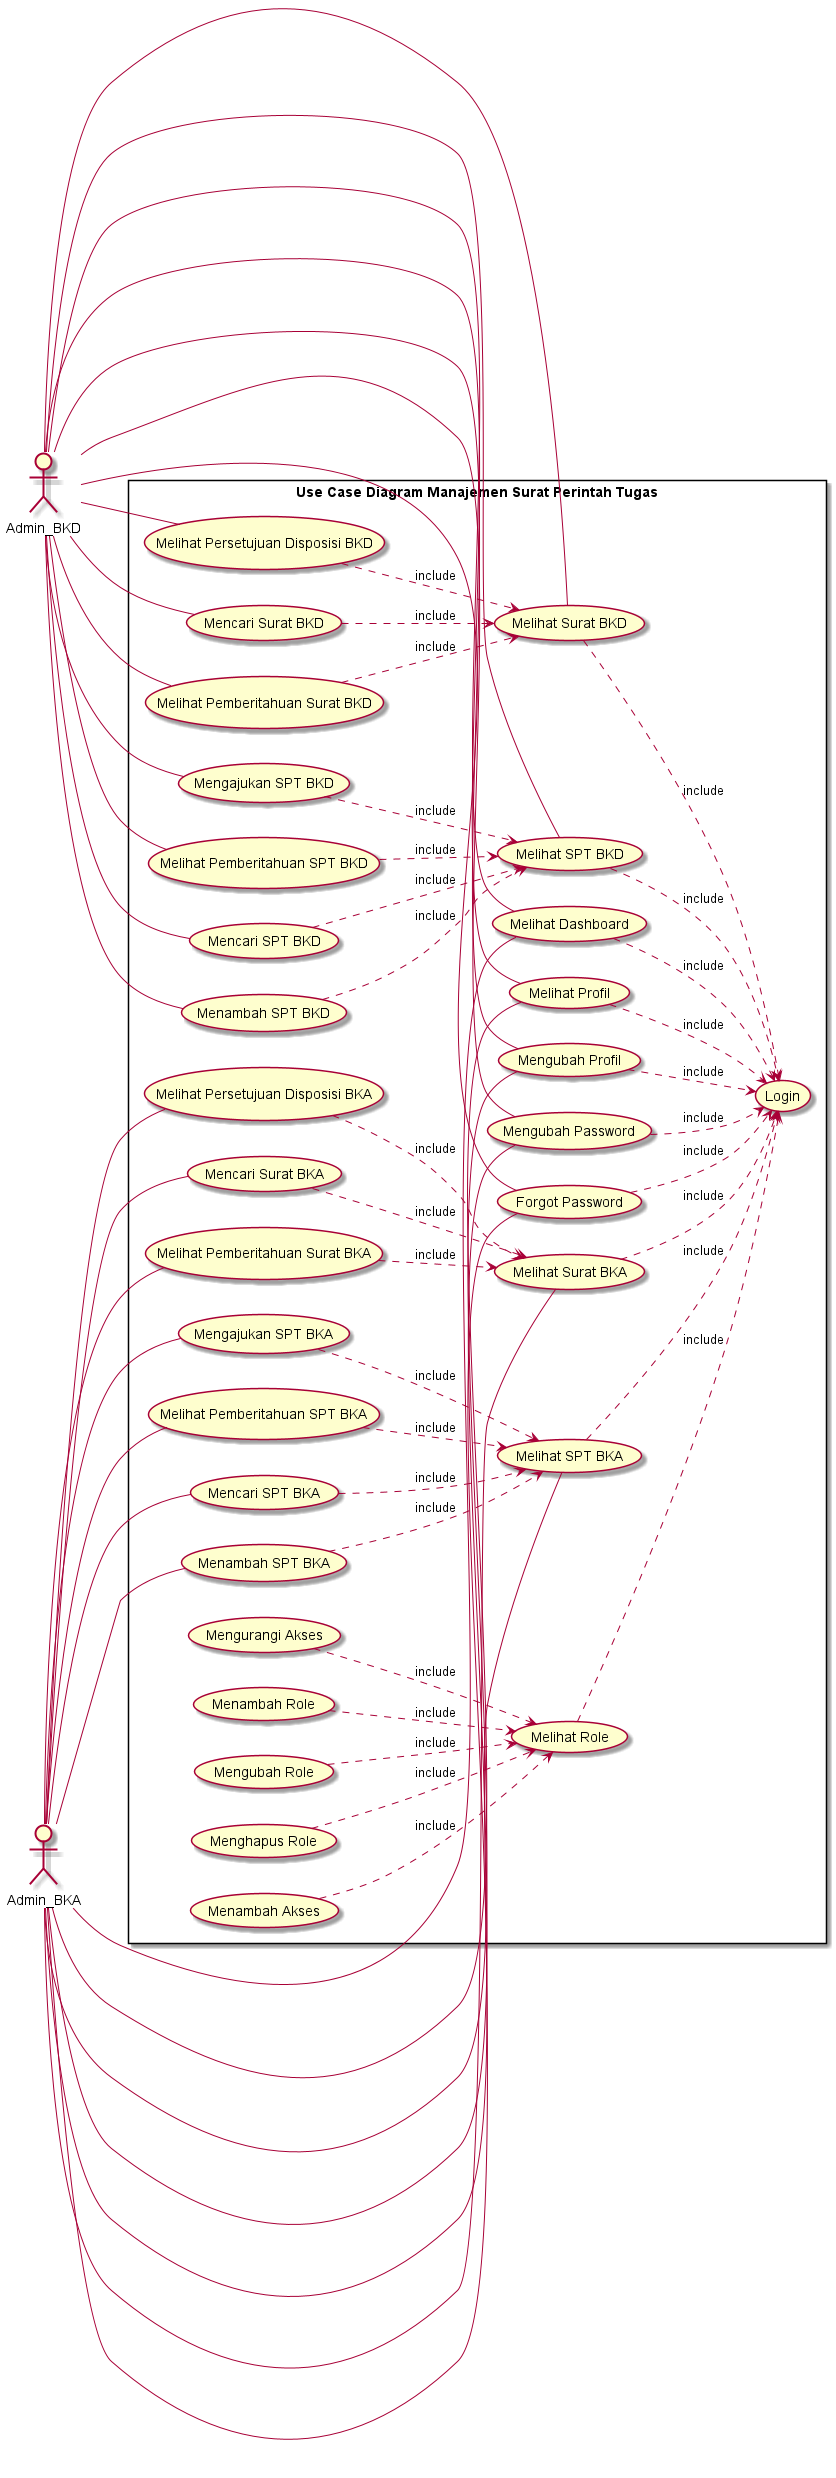 Use Case Diagram Manajemen Surat Perintah Tugas
Admin_BKD
Melihat Persetujuan Disposisi BKD
include
Mencari Surat BKD
include
Melihat Surat BKD
include
Melihat Pemberitahuan Surat BKD
Mengajukan SPT BKD
include
include
Melihat SPT BKD
include
Melihat Pemberitahuan SPT BKD
include
include
Mencari SPT BKD
include
Melihat Dashboard
include
Melihat Profil
Menambah SPT BKD
include
Mengubah Profil
include
Melihat Persetujuan Disposisi BKA
Login
include
Mengubah Password
include
include
Mencari Surat BKA
include
Forgot Password
include
include
Melihat Pemberitahuan Surat BKA
include
Melihat Surat BKA
Mengajukan SPT BKA
include
include
Melihat Pemberitahuan SPT BKA
include
Melihat SPT BKA
include
Mencari SPT BKA
include
Menambah SPT BKA
Mengurangi Akses
include
Menambah Role
include
Melihat Role
include
Mengubah Role
include
include
Menghapus Role
Admin_BKA
Menambah Akses